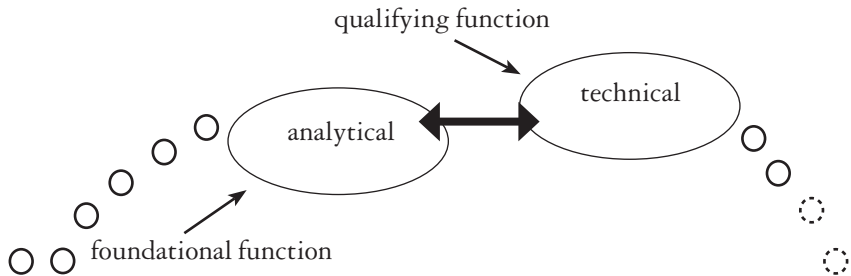 qualifying function
technical
analytical
foundational function